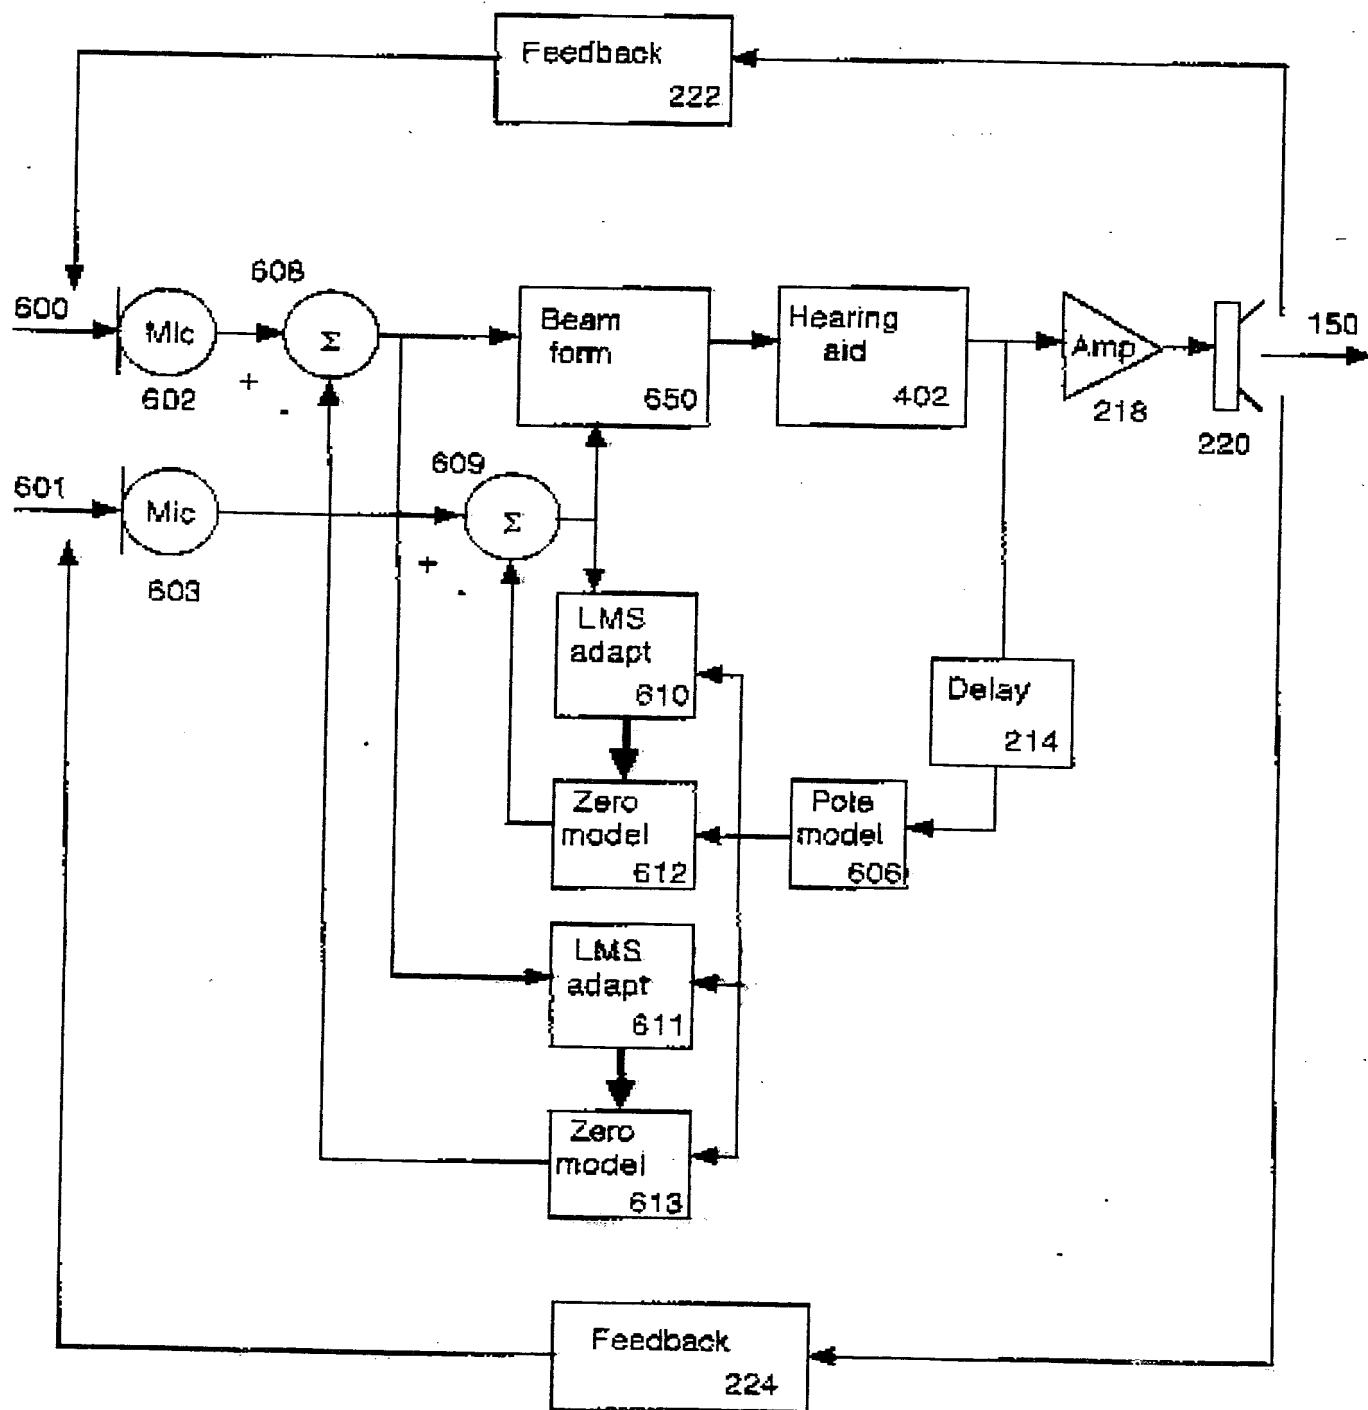 Feedback
222
608
600
Mic
Σ
Beam
form
650
Hearing
aid
402
Amp
150
+
-
602
218
220
609
601
Mic
Σ
+
-
603
LMS
adapt
610
Delay
214
Zero
model
612
Pole
model
606
LMS
adapt
611
Zero
model
613
Feedback
224